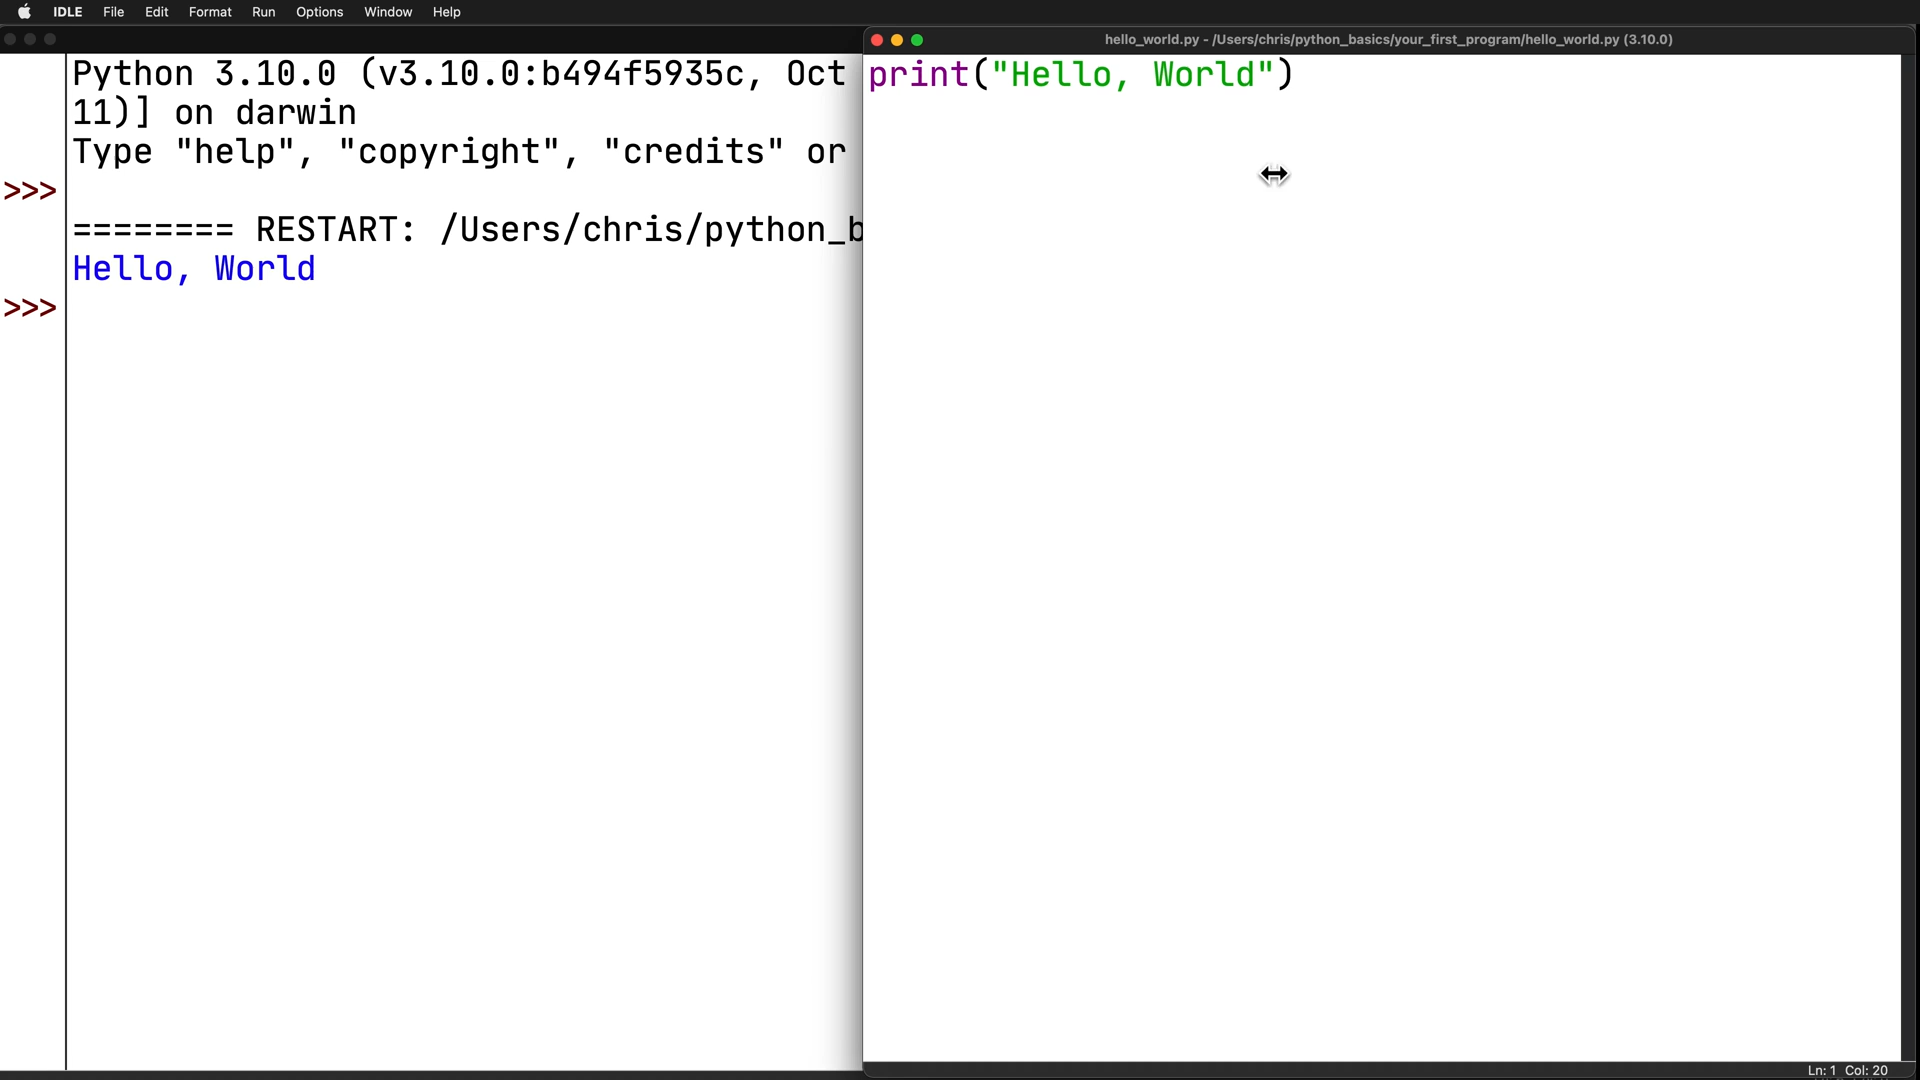 IDLE File Edit Format Run Options Window Help
Python 3.10.0 (v3.10.0:b494f5935c, Oct
11)] on darwin
Type "help", "copyright", "credits" or
>>>
======== RESTART: /Users/chris/python_b
Hello, World
>>>
hello_world.py - /Users/chris/python_basics/your_first_program/hello_world.py (3.10.0)
print("Hello, World")
Ln: 1 Col: 20